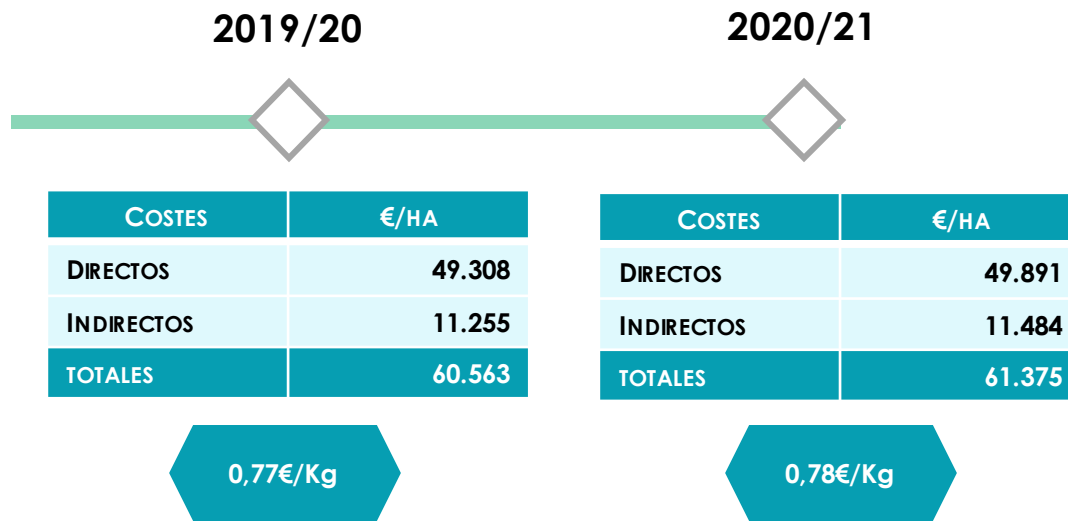 2019/20
2020/21
COSTES €/HA
DIRECTOS 49.308
INDIRECTOS 11.255
TOTALES 60.563
0,77€/Kg
COSTES €/HA
DIRECTOS 49.891
INDIRECTOS 11.484
TOTALES 61.375
0,78€/Kg